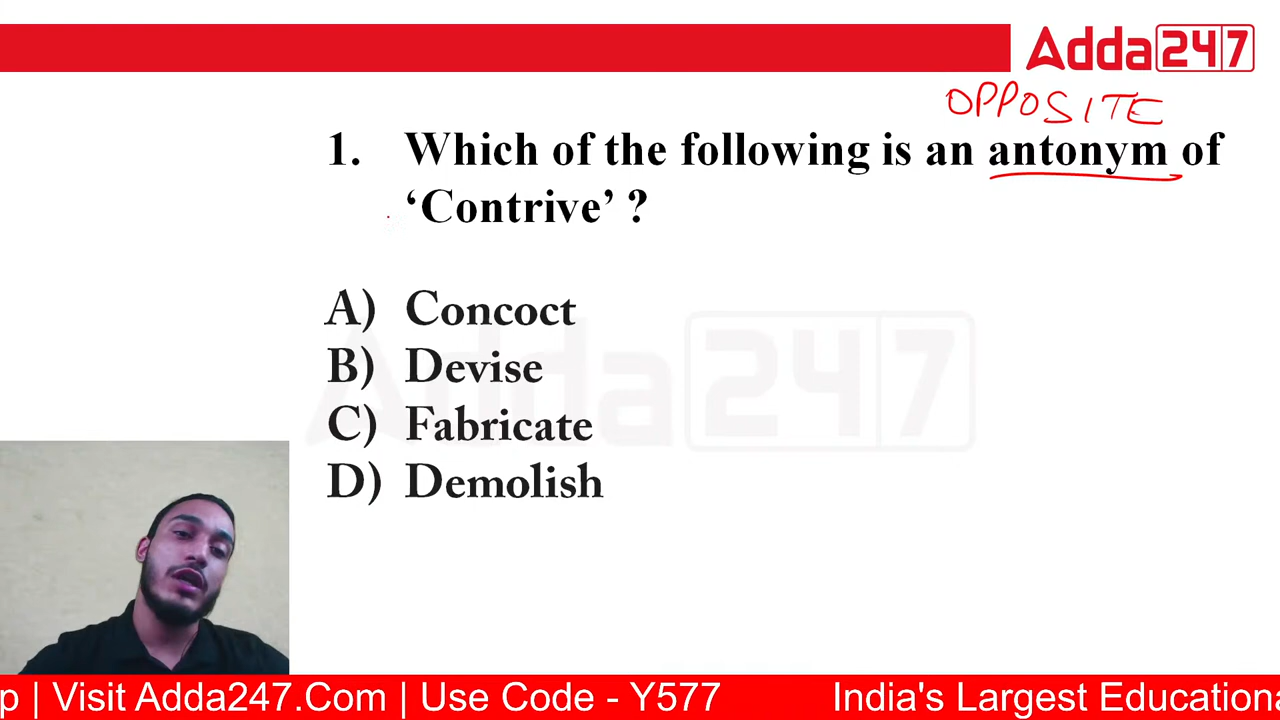 Adda247
OPPOSITE
1. Which of the following is an antonym of
‘Contrive’ ?
A) Concoct
B) Devise
C) Fabricate
D) Demolish
Adda247
p | Visit Adda247.Com | Use Code - Y577 India's Largest Educationa